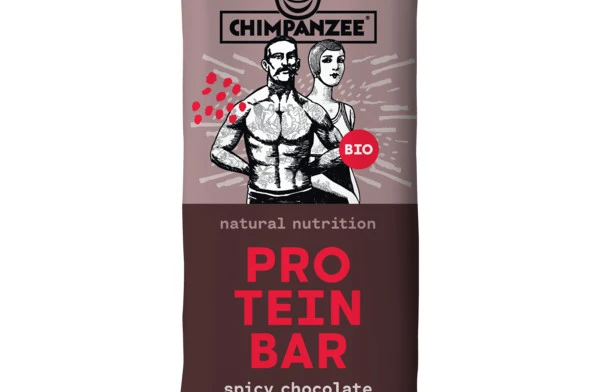 CHIMPANZEE®
BIO
natural nutrition
PRO
TEIN
BAR
spicy chocolate